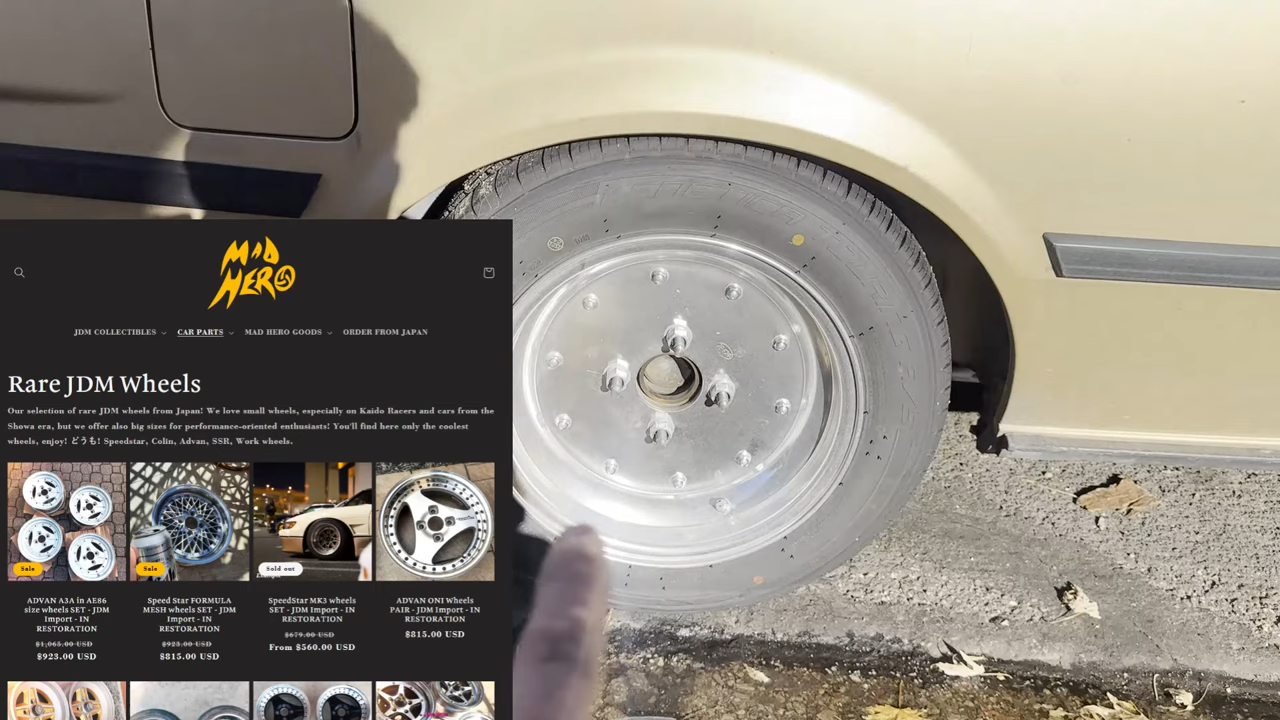 MAD
HERO
JDM COLLECTIBLES
CAR PARTS
MAD HERO GOODS
ORDER FROM JAPAN
Rare JDM Wheels
Our selection of rare JDM wheels from Japan! We love small wheels, especially on Kaido Racers and cars from the
Showa era, but we offer also big sizes for performance-oriented enthusiasts! You'll find here only the coolest
wheels, enjoy! どうも! Speedstar, Colin, Advan, SSR, Work wheels.
Sale
Sale
Sold out
ADVAN A3A in AE86
size wheels SET - JDM
Import - IN
RESTORATION
$1,065.00 USD
$923.00 USD
Speed Star FORMULA
MESH wheels SET - JDM
Import - IN
RESTORATION
$923.00 USD
$815.00 USD
SpeedStar MK3 wheels
SET - JDM Import - IN
RESTORATION
$679.00 USD
From $560.00 USD
ADVAN ONI Wheels
PAIR - JDM Import - IN
RESTORATION
$815.00 USD